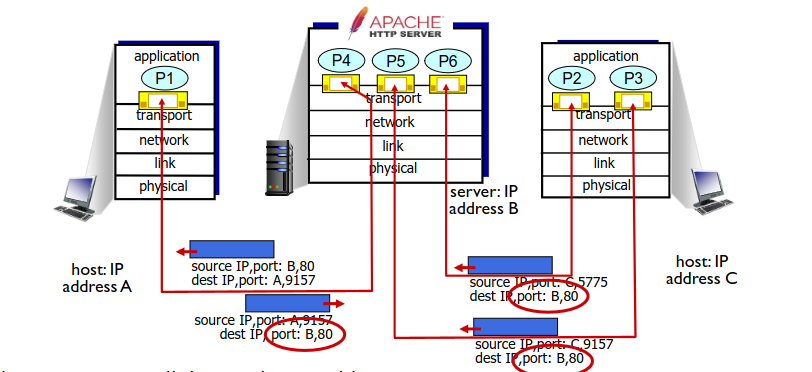 APACHE
HTTP SERVER
application
P1
transport
network
link
physical
P4
P5
P6
transport
network
link
physical
application
P2
P3
transport
network
link
physical
server: IP
address B
host: IP
address A
host: IP
address C
source IP,port: B,80
dest IP,port: A,9157
source IP,port: A,9157
dest IP, port: B,80
source IP,port: C,5775
dest IP,port: B,80
source IP,port: C,9157
dest IP,port: B,80